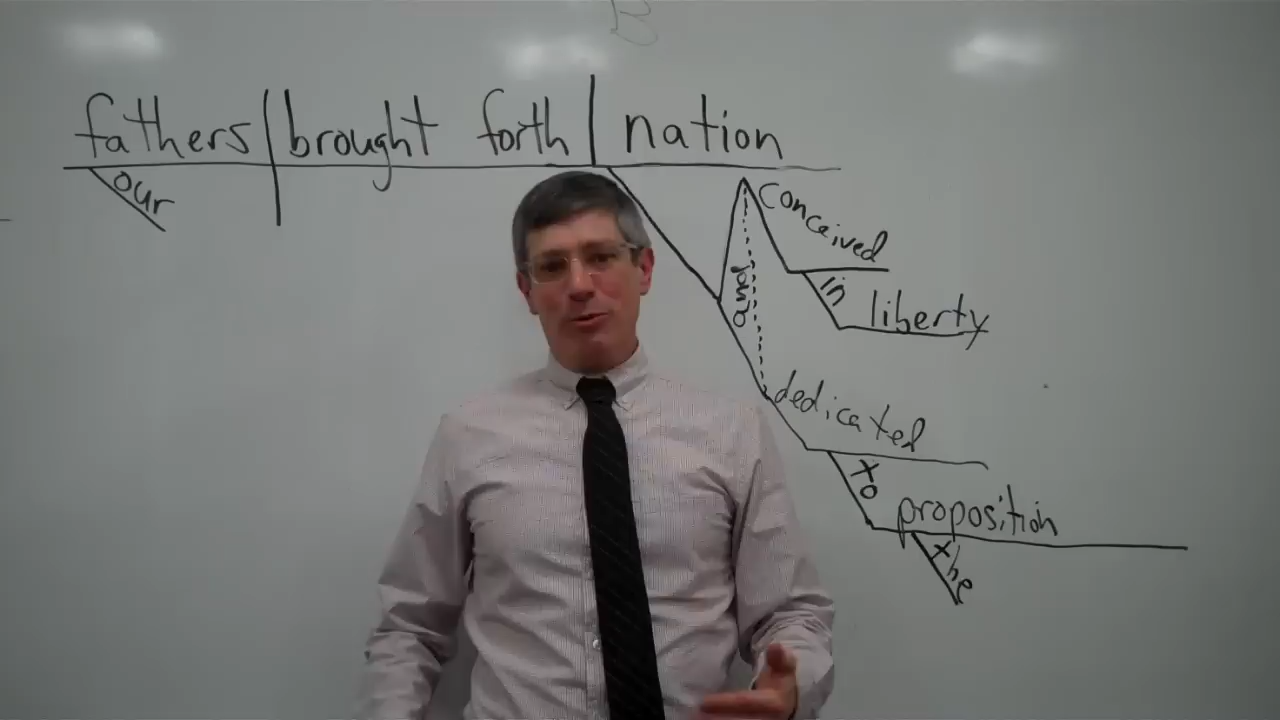 fathers brought forth nation
our
conceived
and
in liberty
dedicated
to proposition
the